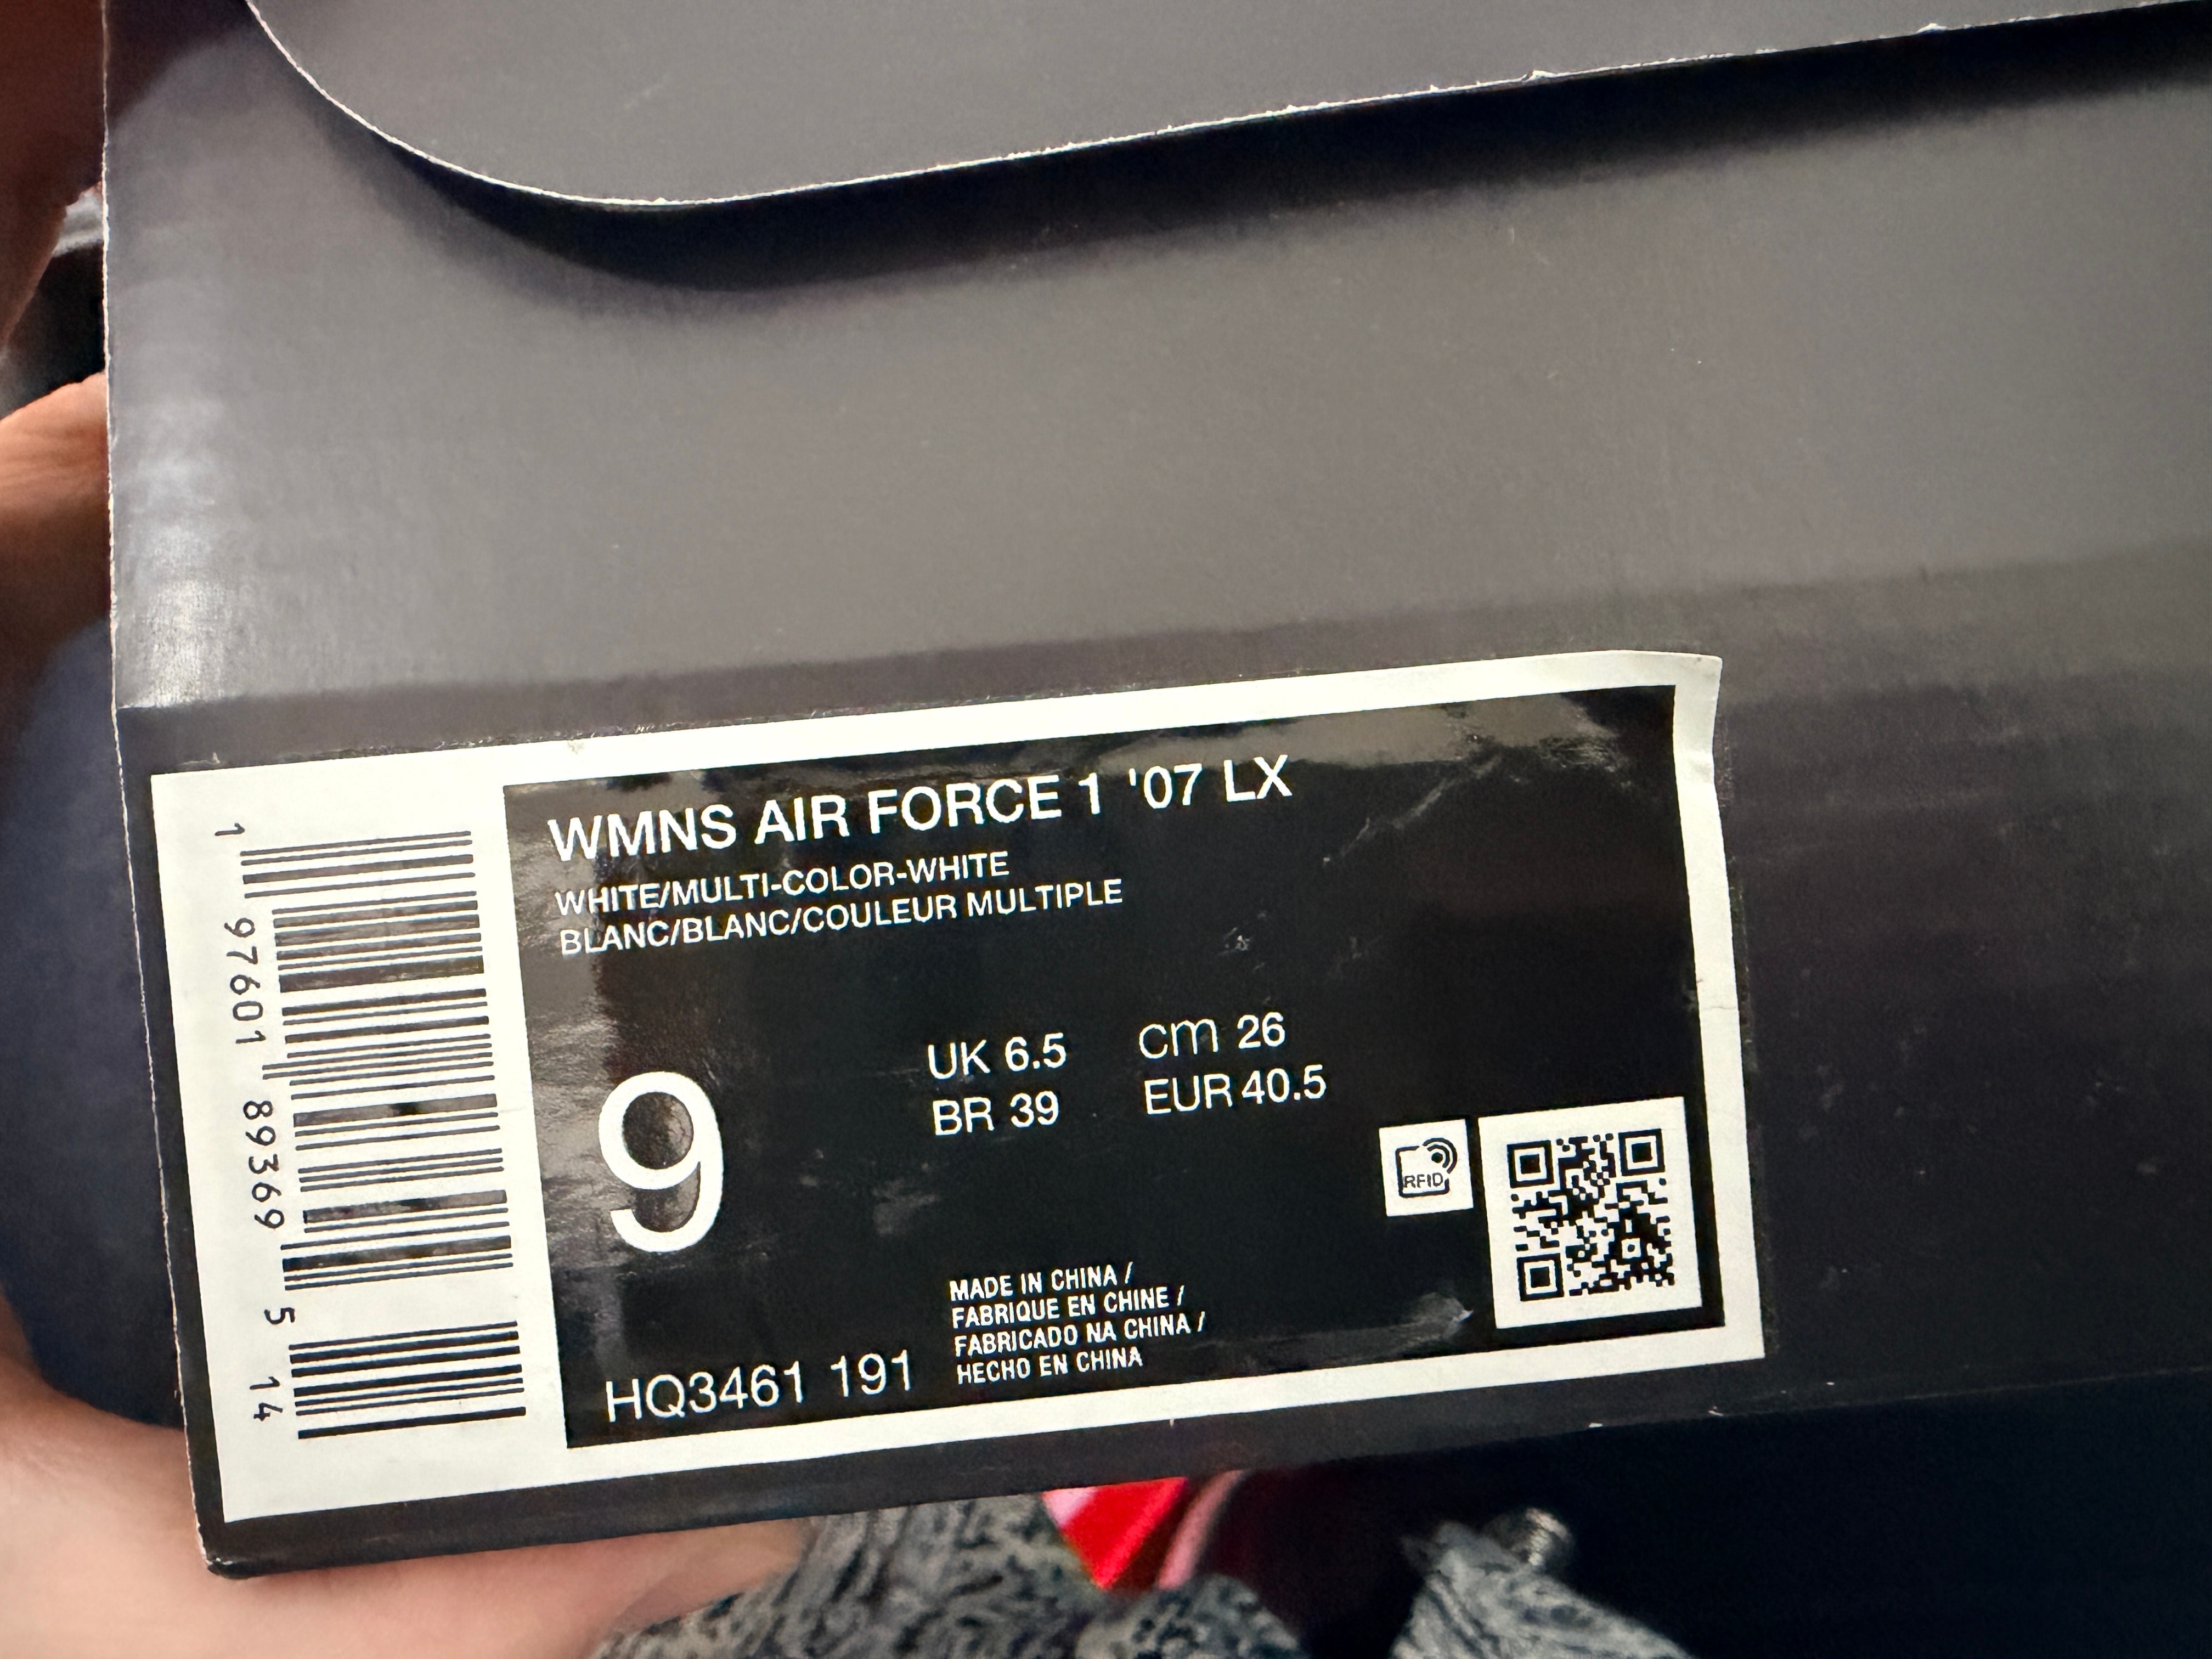 WMNS AIR FORCE 1 '07 LX
WHITE/MULTI-COLOR-WHITE
BLANC/BLANC/COULEUR MULTIPLE
9
UK 6.5 cm 26
BR 39 EUR 40.5
RFID
HQ3461 191
MADE IN CHINA /
FABRIQUE EN CHINE /
FABRICADO NA CHINA /
HECHO EN CHINA
1 97601 89369 5 14